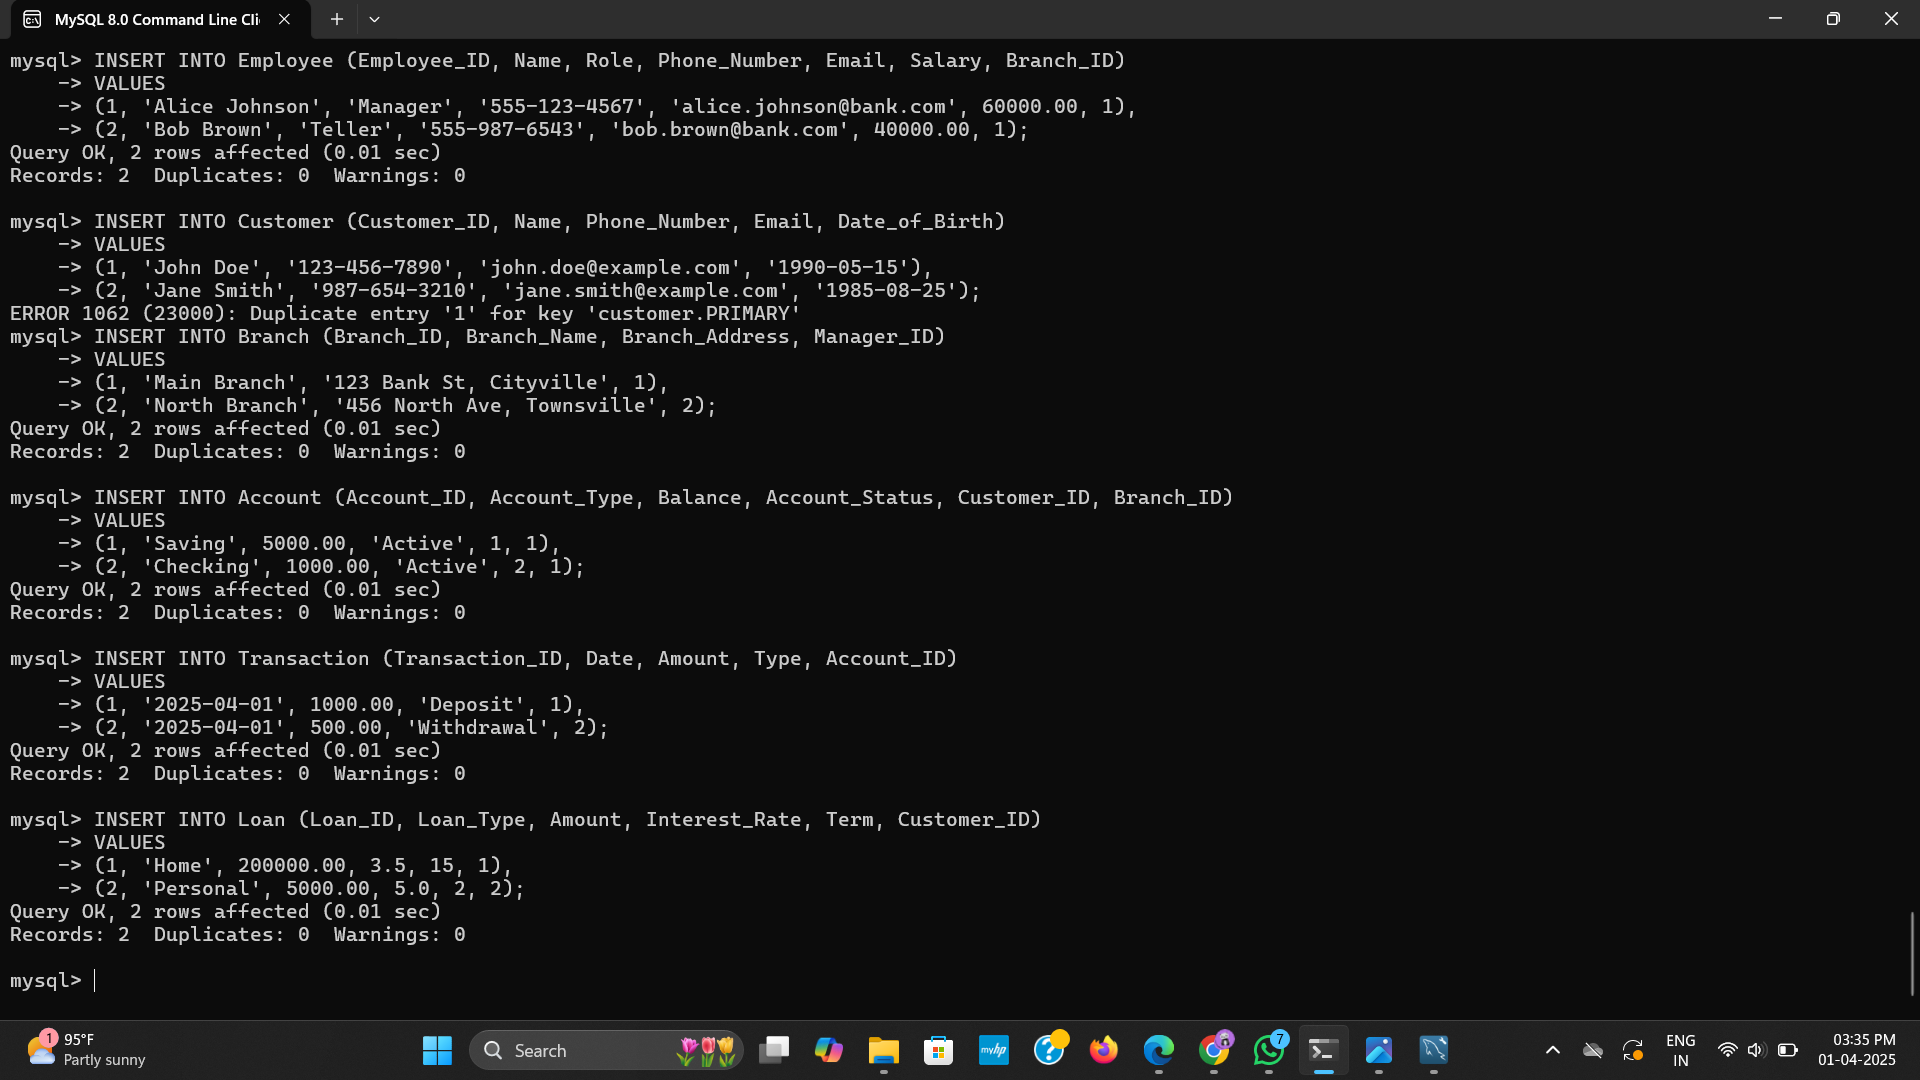 MySQL 8.0 Command Line Cli
mysql> INSERT INTO Employee (Employee_ID, Name, Role, Phone_Number, Email, Salary, Branch_ID)
    -> VALUES
    -> (1, 'Alice Johnson', 'Manager', '555-123-4567', 'alice.johnson@bank.com', 60000.00, 1),
    -> (2, 'Bob Brown', 'Teller', '555-987-6543', 'bob.brown@bank.com', 40000.00, 1);
Query OK, 2 rows affected (0.01 sec)
Records: 2  Duplicates: 0  Warnings: 0
mysql> INSERT INTO Customer (Customer_ID, Name, Phone_Number, Email, Date_of_Birth)
    -> VALUES
    -> (1, 'John Doe', '123-456-7890', 'john.doe@example.com', '1990-05-15'),
    -> (2, 'Jane Smith', '987-654-3210', 'jane.smith@example.com', '1985-08-25');
ERROR 1062 (23000): Duplicate entry '1' for key 'customer.PRIMARY'
mysql> INSERT INTO Branch (Branch_ID, Branch_Name, Branch_Address, Manager_ID)
    -> VALUES
    -> (1, 'Main Branch', '123 Bank St, Cityville', 1),
    -> (2, 'North Branch', '456 North Ave, Townsville', 2);
Query OK, 2 rows affected (0.01 sec)
Records: 2  Duplicates: 0  Warnings: 0
mysql> INSERT INTO Account (Account_ID, Account_Type, Balance, Account_Status, Customer_ID, Branch_ID)
    -> VALUES
    -> (1, 'Saving', 5000.00, 'Active', 1, 1),
    -> (2, 'Checking', 1000.00, 'Active', 2, 1);
Query OK, 2 rows affected (0.01 sec)
Records: 2  Duplicates: 0  Warnings: 0
mysql> INSERT INTO Transaction (Transaction_ID, Date, Amount, Type, Account_ID)
    -> VALUES
    -> (1, '2025-04-01', 1000.00, 'Deposit', 1),
    -> (2, '2025-04-01', 500.00, 'Withdrawal', 2);
Query OK, 2 rows affected (0.01 sec)
Records: 2  Duplicates: 0  Warnings: 0
mysql> INSERT INTO Loan (Loan_ID, Loan_Type, Amount, Interest_Rate, Term, Customer_ID)
    -> VALUES
    -> (1, 'Home', 200000.00, 3.5, 15, 1),
    -> (2, 'Personal', 5000.00, 5.0, 2, 2);
Query OK, 2 rows affected (0.01 sec)
Records: 2  Duplicates: 0  Warnings: 0
mysql>
1
95°F
Partly sunny
Search
myhp
7
ENG
IN
03:35 PM
01-04-2025